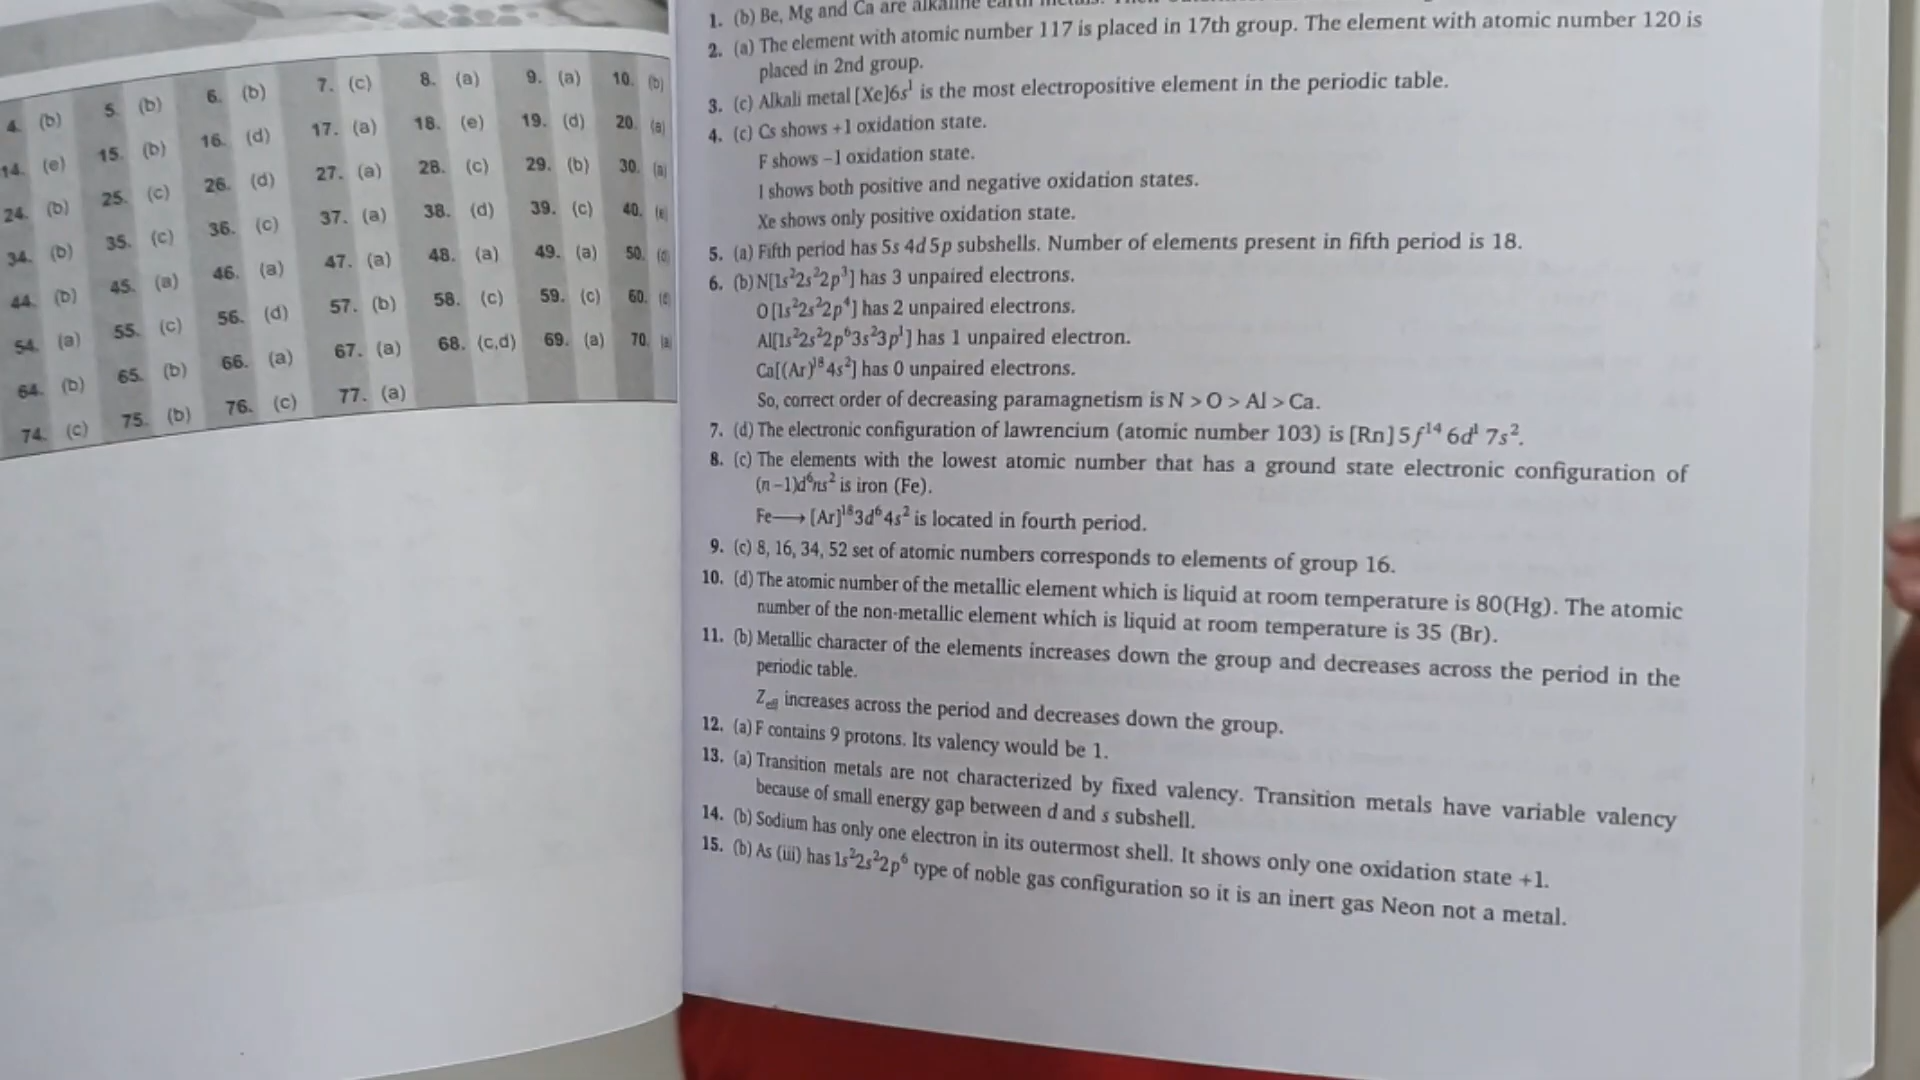 4. (b) 5. (b) 6. (b) 7. (c) 8. (a) 9. (a) 10. (b)
14. (e) 15. (b) 16. (d) 17. (a) 18. (e) 19. (d) 20. (a)
24. (b) 25. (c) 26. (d) 27. (a) 28. (c) 29. (b) 30. (a)
34. (b) 35. (c) 36. (c) 37. (a) 38. (d) 39. (c) 40.
44. (b) 45. (a) 46. (a) 47. (a) 48. (a) 49. (a) 50.
54. (a) 55. (c) 56. (d) 57. (b) 58. (c) 59. (c) 60.
64. (b) 65. (b) 66. (a) 67. (a) 68. (c,d) 69. (a) 70.
74. (c) 75. (b) 76. (c) 77. (a)
1. (b) Be, Mg and Ca are alkaline earth metals.
2. (a) The element with atomic number 117 is placed in 17th group. The element with atomic number 120 is
placed in 2nd group.
3. (c) Alkali metal [Xe]6s¹ is the most electropositive element in the periodic table.
4. (c) Cs shows +1 oxidation state.
F shows −1 oxidation state.
I shows both positive and negative oxidation states.
Xe shows only positive oxidation state.
5. (a) Fifth period has 5s 4d 5p subshells. Number of elements present in fifth period is 18.
6. (b) N[1s²2s²2p³] has 3 unpaired electrons.
O[1s²2s²2p⁴] has 2 unpaired electrons.
Al[1s²2s²2p⁶3s²3p¹] has 1 unpaired electron.
Ca[(Ar)¹⁸4s²] has 0 unpaired electrons.
So, correct order of decreasing paramagnetism is N > O > Al > Ca.
7. (d) The electronic configuration of lawrencium (atomic number 103) is [Rn]5f¹⁴ 6d¹ 7s².
8. (c) The elements with the lowest atomic number that has a ground state electronic configuration of
(n−1)d⁶ns² is iron (Fe).
Fe⟶[Ar]¹⁸3d⁶4s² is located in fourth period.
9. (c) 8, 16, 34, 52 set of atomic numbers corresponds to elements of group 16.
10. (d) The atomic number of the metallic element which is liquid at room temperature is 80(Hg). The atomic
number of the non-metallic element which is liquid at room temperature is 35 (Br).
11. (b) Metallic character of the elements increases down the group and decreases across the period in the
periodic table.
Zeff increases across the period and decreases down the group.
12. (a) F contains 9 protons. Its valency would be 1.
13. (a) Transition metals are not characterized by fixed valency. Transition metals have variable valency
because of small energy gap between d and s subshell.
14. (b) Sodium has only one electron in its outermost shell. It shows only one oxidation state +1.
15. (b) As (iii) has 1s²2s²2p⁶ type of noble gas configuration so it is an inert gas Neon not a metal.